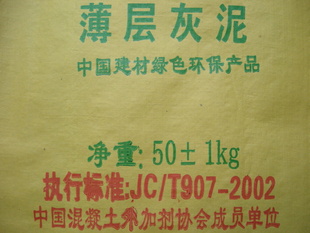 薄层灰泥
中国建材绿色环保产品
净重:50±1kg
执行标准:JC/T907-2002
中国混凝土外加剂协会成员单位